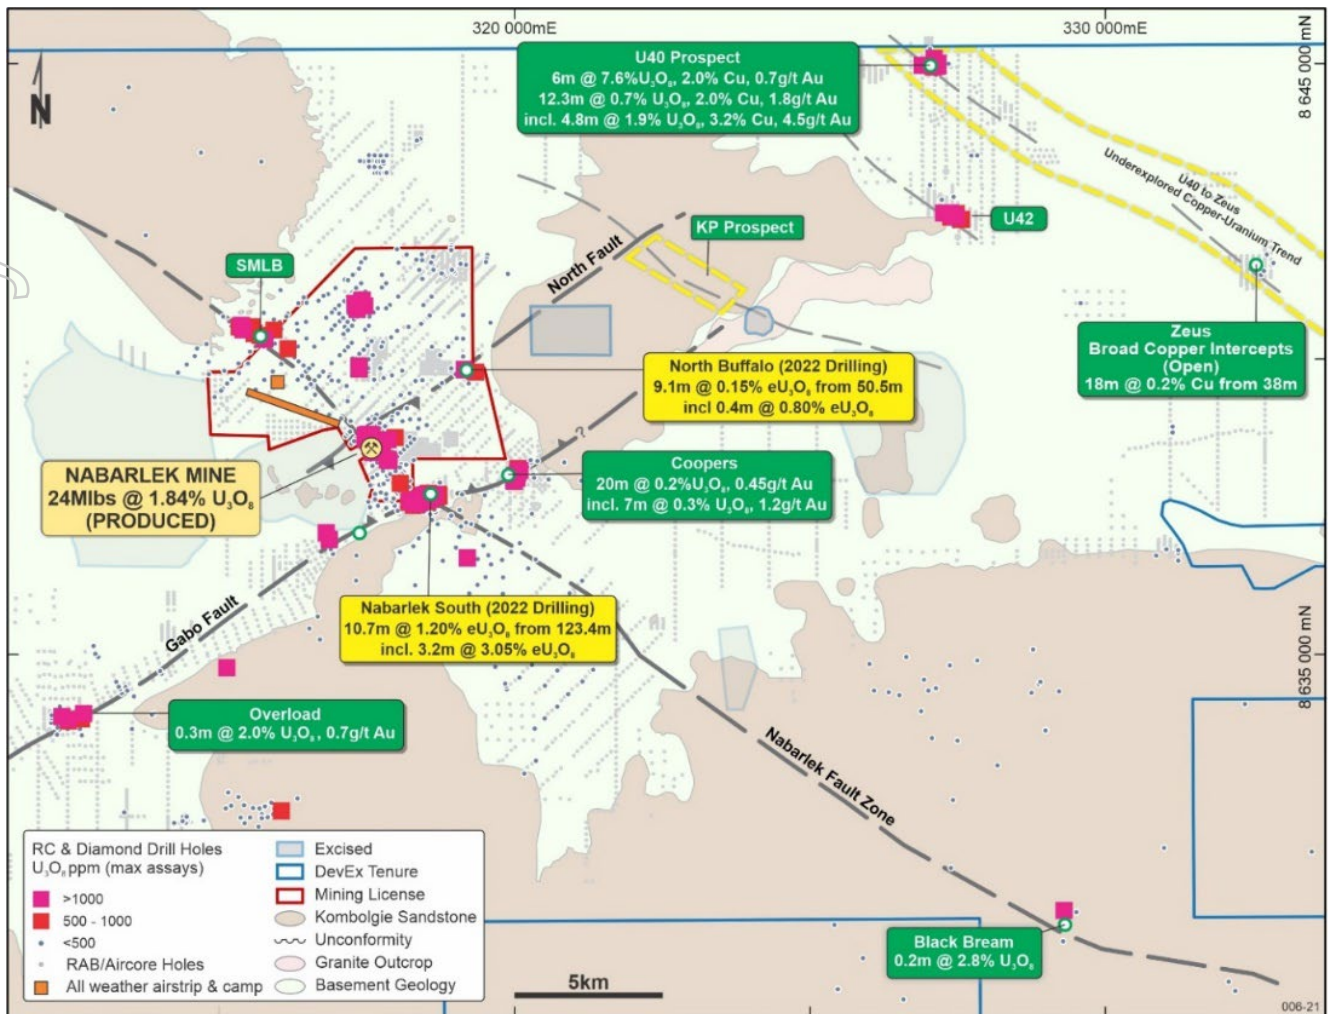 320 000mE
330 000mE
8 645 000 mN
8 635 000 mN
N
U40 Prospect
6m @ 7.6%U₃O₈, 2.0% Cu, 0.7g/t Au
12.3m @ 0.7% U₃O₈, 2.0% Cu, 1.8g/t Au
incl. 4.8m @ 1.9% U₃O₈, 3.2% Cu, 4.5g/t Au
U40 to Zeus
Underexplored Copper-Uranium Trend
U42
KP Prospect
North Fault
SMLB
Zeus
Broad Copper Intercepts
(Open)
18m @ 0.2% Cu from 38m
North Buffalo (2022 Drilling)
9.1m @ 0.15% eU₃O₈ from 50.5m
incl 0.4m @ 0.80% eU₃O₈
?
NABARLEK MINE
24Mlbs @ 1.84% U₃O₈
(PRODUCED)
Coopers
20m @ 0.2%U₃O₈, 0.45g/t Au
incl. 7m @ 0.3% U₃O₈, 1.2g/t Au
Nabarlek South (2022 Drilling)
10.7m @ 1.20% eU₃O₈ from 123.4m
incl. 3.2m @ 3.05% eU₃O₈
Gabo Fault
Overload
0.3m @ 2.0% U₃O₈, 0.7g/t Au
Nabarlek Fault Zone
Black Bream
0.2m @ 2.8% U₃O₈
RC & Diamond Drill Holes
U₃O₈ ppm (max assays)
>1000
500 - 1000
<500
RAB/Aircore Holes
All weather airstrip & camp
Excised
DevEx Tenure
Mining License
Kombolgie Sandstone
Unconformity
Granite Outcrop
Basement Geology
5km
006-21